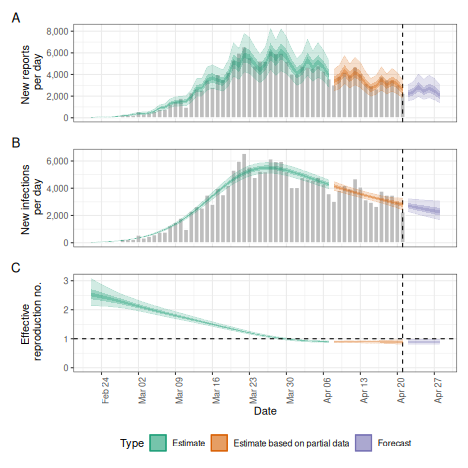 A
New reports
per day
8,000
6,000
4,000
2,000
0
B
New infections
per day
6,000
4,000
2,000
0
C
Effective
reproduction no.
3
2
1
0
Feb 24
Mar 02
Mar 09
Mar 16
Mar 23
Mar 30
Apr 06
Apr 13
Apr 20
Apr 27
Date
Type Estimate Estimate based on partial data Forecast